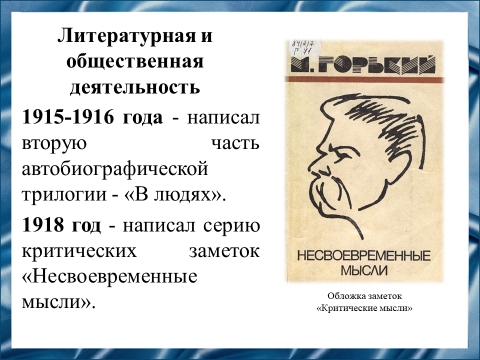 Литературная и
общественная
деятельность
1915-1916 года - написал
вторую часть
автобиографической
трилогии - «В людях».
1918 год - написал серию
критических заметок
«Несвоевременные
мысли».
М. ГОРЬКИЙ
НЕСВОЕВРЕМЕННЫЕ
МЫСЛИ
Обложка заметок
«Критические мысли»